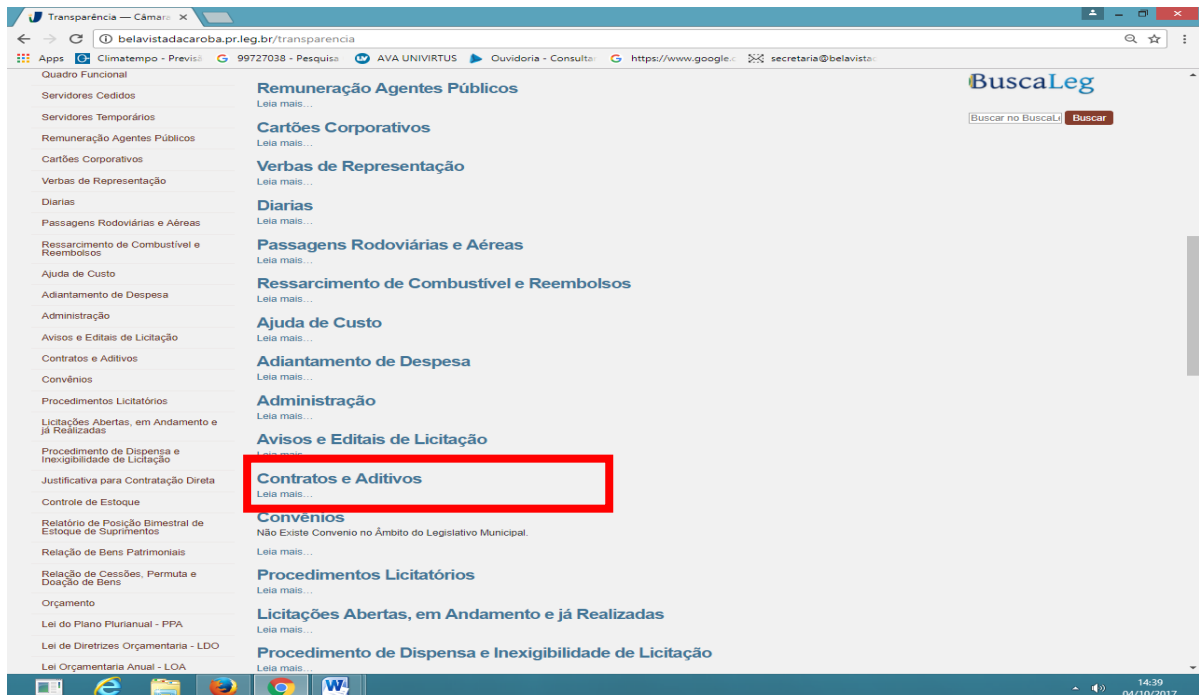 Transparência — Câmara
belavistadacaroba.pr.leg.br/transparencia
Apps
Climatempo - Previsã
99727038 - Pesquisa
AVA UNIVIRTUS
Ouvidoria - Consultar
https://www.google.c
secretaria@belavistac
Quadro Funcional
Servidores Cedidos
Servidores Temporários
Remuneração Agentes Públicos
Cartões Corporativos
Verbas de Representação
Diarias
Passagens Rodoviárias e Aéreas
Ressarcimento de Combustível e
Reembolsos
Ajuda de Custo
Adiantamento de Despesa
Administração
Avisos e Editais de Licitação
Contratos e Aditivos
Convênios
Procedimentos Licitatórios
Licitações Abertas, em Andamento e
já Realizadas
Procedimento de Dispensa e
Inexigibilidade de Licitação
Justificativa para Contratação Direta
Controle de Estoque
Relatório de Posição Bimestral de
Estoque de Suprimentos
Relação de Bens Patrimoniais
Relação de Cessões, Permuta e
Doação de Bens
Orçamento
Lei do Plano Plurianual - PPA
Lei de Diretrizes Orçamentaria - LDO
Lei Orçamentaria Anual - LOA
Remuneração Agentes Públicos
Leia mais…
Cartões Corporativos
Leia mais…
Verbas de Representação
Leia mais…
Diarias
Leia mais…
Passagens Rodoviárias e Aéreas
Leia mais…
Ressarcimento de Combustível e Reembolsos
Leia mais…
Ajuda de Custo
Leia mais…
Adiantamento de Despesa
Leia mais…
Administração
Leia mais…
Avisos e Editais de Licitação
Leia mais…
Contratos e Aditivos
Leia mais…
Convênios
Não Existe Convenio no Âmbito do Legislativo Municipal.
Leia mais…
Procedimentos Licitatórios
Leia mais…
Licitações Abertas, em Andamento e já Realizadas
Leia mais…
Procedimento de Dispensa e Inexigibilidade de Licitação
Leia mais…
BuscaLeg
Buscar no BuscaLe
Buscar
14:39
04/10/2017